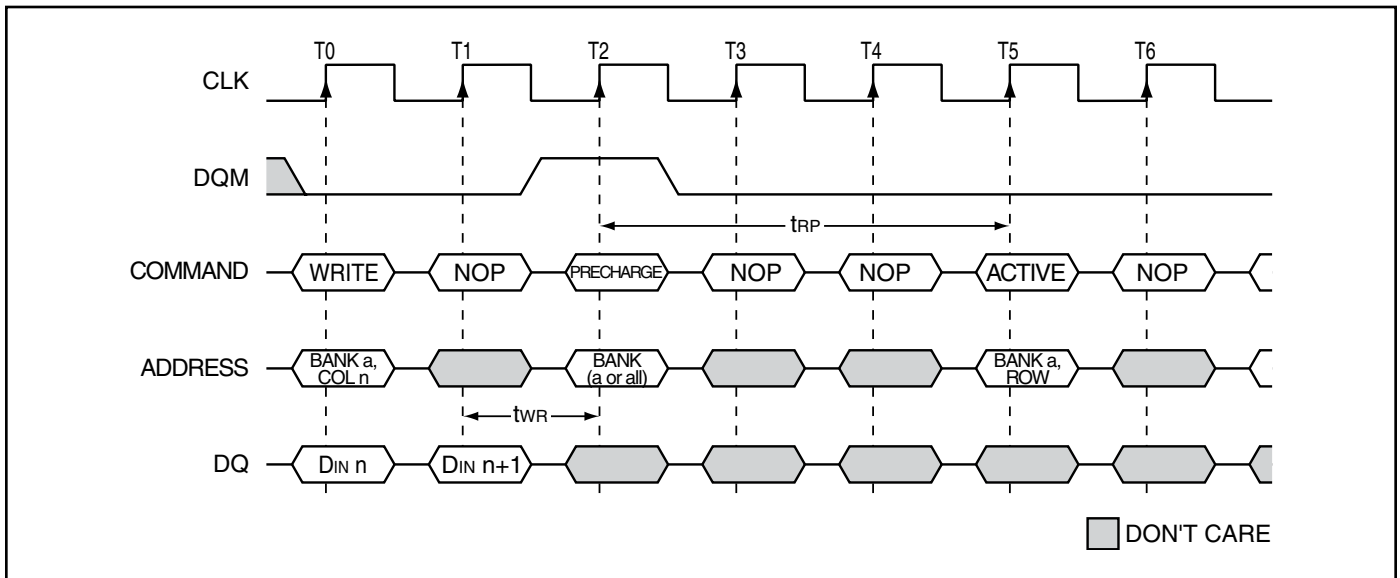 T0 T1 T2 T3 T4 T5 T6
CLK
DQM
tRP
COMMAND WRITE NOP PRECHARGE NOP NOP ACTIVE NOP
ADDRESS BANK a, COL n BANK (a or all) BANK a, ROW
tWR
DQ DIN n DIN n+1
DON'T CARE